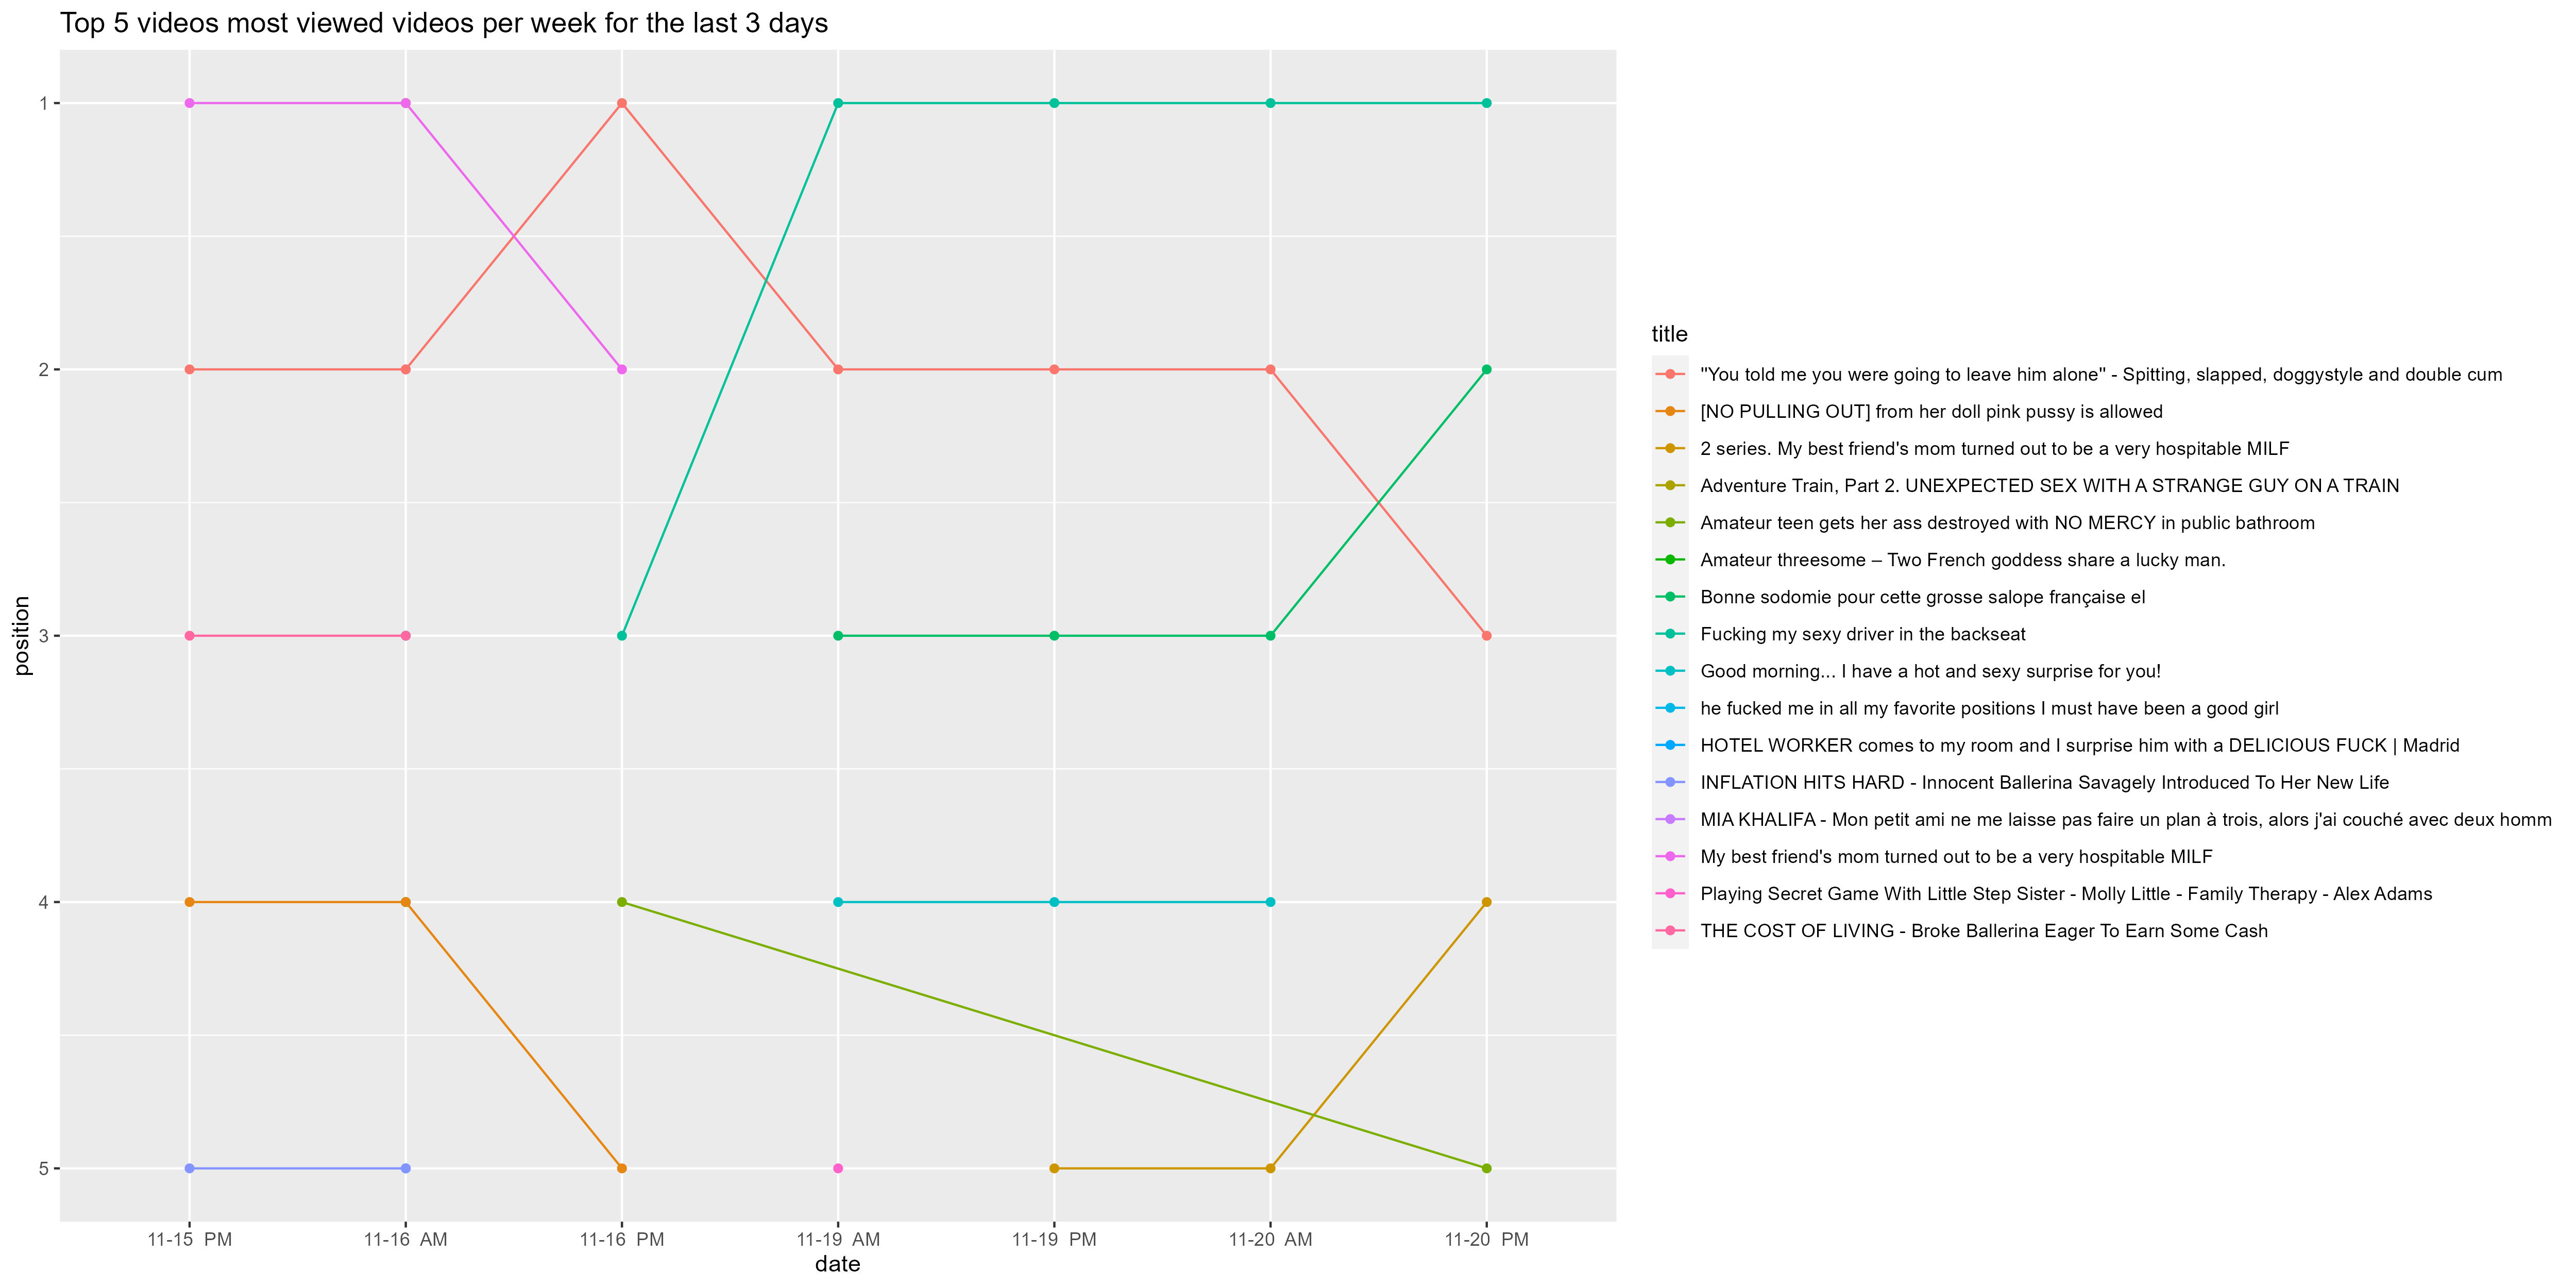 Top 5 videos most viewed videos per week for the last 3 days
1
2
3
4
5
position
11-15 PM
11-16 AM
11-16 PM
11-19 AM
11-19 PM
11-20 AM
11-20 PM
date
title
"You told me you were going to leave him alone" - Spitting, slapped, doggystyle and double cum
[NO PULLING OUT] from her doll pink pussy is allowed
2 series. My best friend's mom turned out to be a very hospitable MILF
Adventure Train, Part 2. UNEXPECTED SEX WITH A STRANGE GUY ON A TRAIN
Amateur teen gets her ass destroyed with NO MERCY in public bathroom
Amateur threesome – Two French goddess share a lucky man.
Bonne sodomie pour cette grosse salope française el
Fucking my sexy driver in the backseat
Good morning... I have a hot and sexy surprise for you!
he fucked me in all my favorite positions I must have been a good girl
HOTEL WORKER comes to my room and I surprise him with a DELICIOUS FUCK | Madrid
INFLATION HITS HARD - Innocent Ballerina Savagely Introduced To Her New Life
MIA KHALIFA - Mon petit ami ne me laisse pas faire un plan à trois, alors j'ai couché avec deux homm
My best friend's mom turned out to be a very hospitable MILF
Playing Secret Game With Little Step Sister - Molly Little - Family Therapy - Alex Adams
THE COST OF LIVING - Broke Ballerina Eager To Earn Some Cash